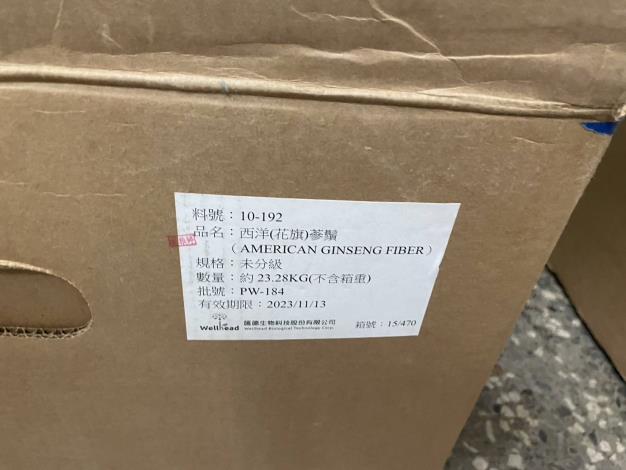 料號：10-192
品名：西洋(花旗)蔘鬚
（AMERICAN GINSENG FIBER）
規格：未分級
數量：約 23.28KG(不含箱重)
批號：PW-184
有效期限：2023/11/13
Wellhead 匯德生物科技股份有限公司 箱號：15/470
Wellhead Biological Technology Corp.